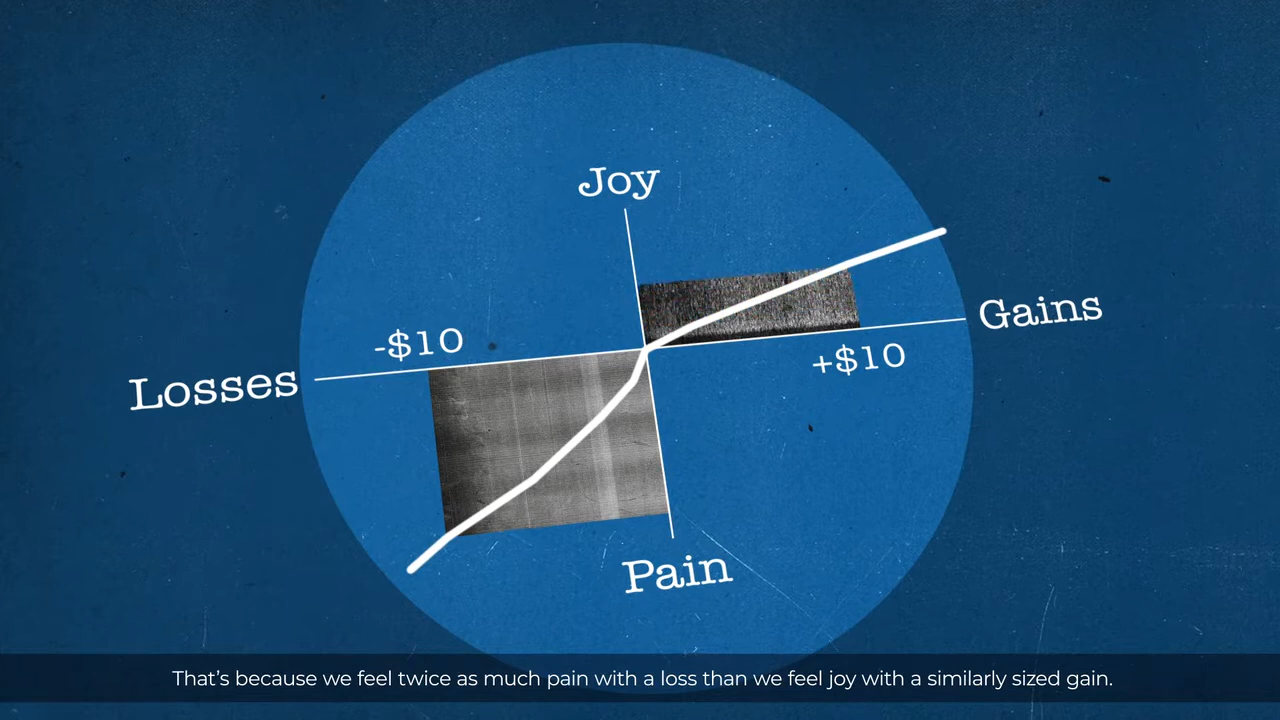 Joy
Gains
-$10
+$10
Losses
Pain
That’s because we feel twice as much pain with a loss than we feel joy with a similarly sized gain.